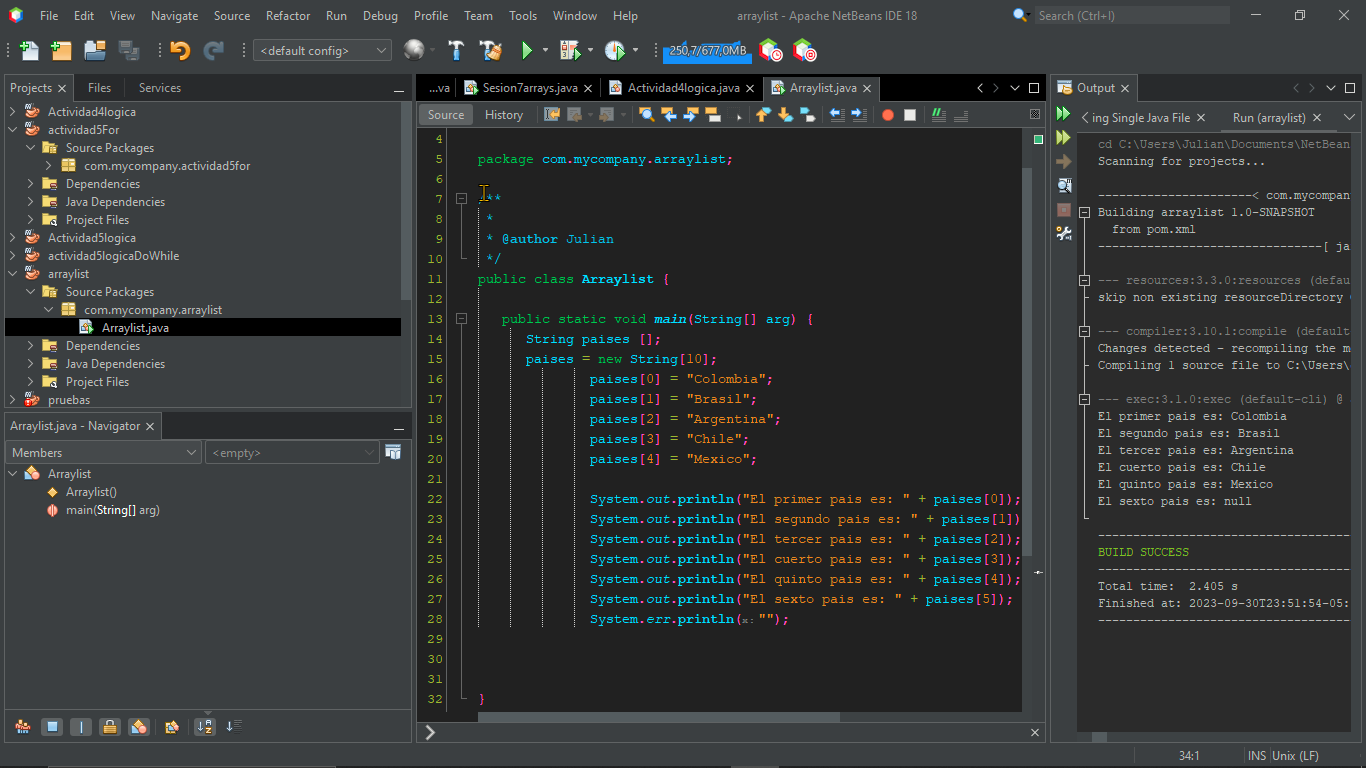 File Edit View Navigate Source Refactor Run Debug Profile Team Tools Window Help
arraylist - Apache NetBeans IDE 18
Search (Ctrl+I)
<default config>
250,7/677,0MB
Projects
Files
Services
Actividad4logica
actividad5For
Source Packages
com.mycompany.actividad5for
Dependencies
Java Dependencies
Project Files
Actividad5logica
actividad5logicaDoWhile
arraylist
Source Packages
com.mycompany.arraylist
Arraylist.java
Dependencies
Java Dependencies
Project Files
pruebas
Arraylist.java - Navigator
Members
<empty>
Arraylist
Arraylist()
main(String[] arg)
...va
Sesion7arrays.java
Actividad4logica.java
Arraylist.java
Source
History
4
5 package com.mycompany.arraylist;
6
7 /**
8 *
9 * @author Julian
10 */
11 public class Arraylist {
12
13 public static void main(String[] arg) {
14 String paises [];
15 paises = new String[10];
16 paises[0] = "Colombia";
17 paises[1] = "Brasil";
18 paises[2] = "Argentina";
19 paises[3] = "Chile";
20 paises[4] = "Mexico";
21
22 System.out.println("El primer pais es: " + paises[0]);
23 System.out.println("El segundo pais es: " + paises[1])
24 System.out.println("El tercer pais es: " + paises[2]);
25 System.out.println("El cuerto pais es: " + paises[3]);
26 System.out.println("El quinto pais es: " + paises[4]);
27 System.out.println("El sexto pais es: " + paises[5]);
28 System.err.println(x: "");
29
30
31
32 }
Output
ing Single Java File
Run (arraylist)
cd C:\Users\Julian\Documents\NetBean
Scanning for projects...
----------------------< com.mycompan
Building arraylist 1.0-SNAPSHOT
from pom.xml
--------------------------------[ ja
--- resources:3.3.0:resources (defau
skip non existing resourceDirectory
--- compiler:3.10.1:compile (default
Changes detected - recompiling the m
Compiling 1 source file to C:\Users\
--- exec:3.1.0:exec (default-cli) @
El primer pais es: Colombia
El segundo pais es: Brasil
El tercer pais es: Argentina
El cuerto pais es: Chile
El quinto pais es: Mexico
El sexto pais es: null
------------------------------------
BUILD SUCCESS
------------------------------------
Total time: 2.405 s
Finished at: 2023-09-30T23:51:54-05:
------------------------------------
34:1
INS
Unix (LF)